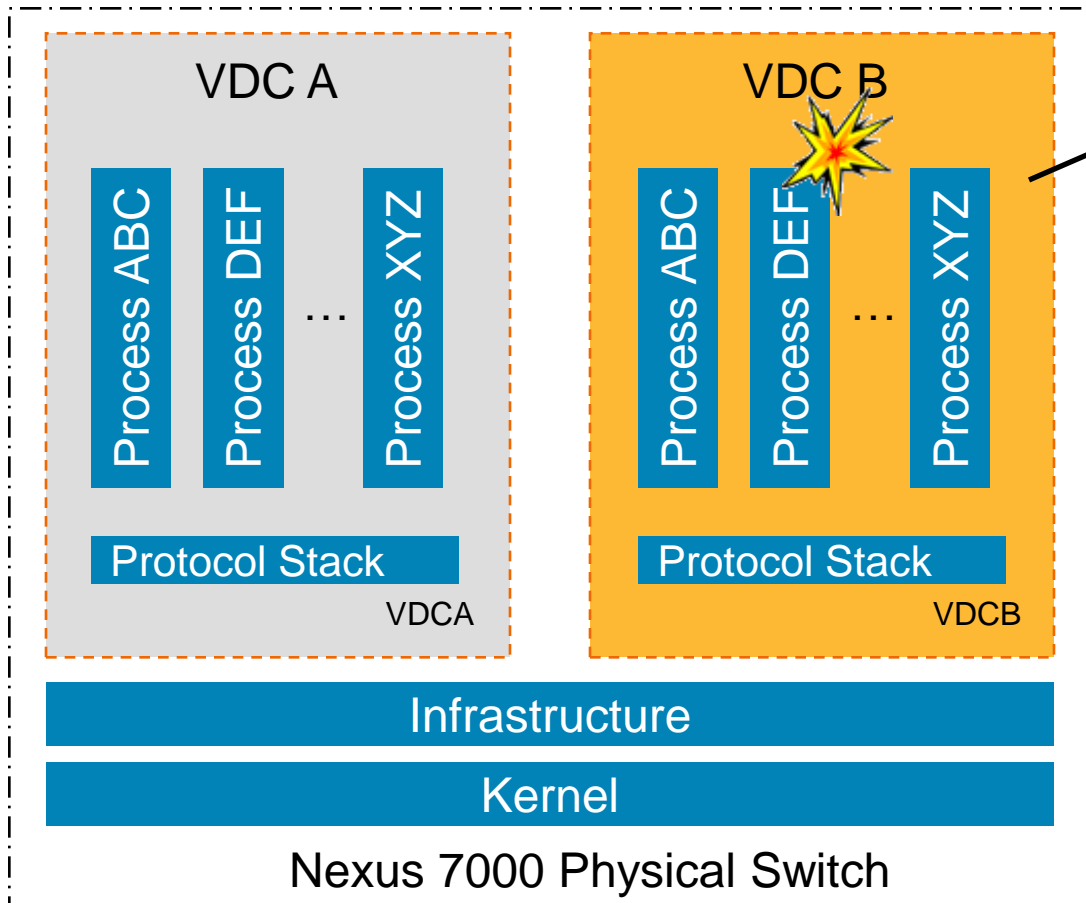 VDC A
Process ABC
Process DEF
...
Process XYZ
Protocol Stack
VDCA
VDC B
Process ABC
Process DEF
...
Process XYZ
Protocol Stack
VDCB
Infrastructure
Kernel
Nexus 7000 Physical Switch